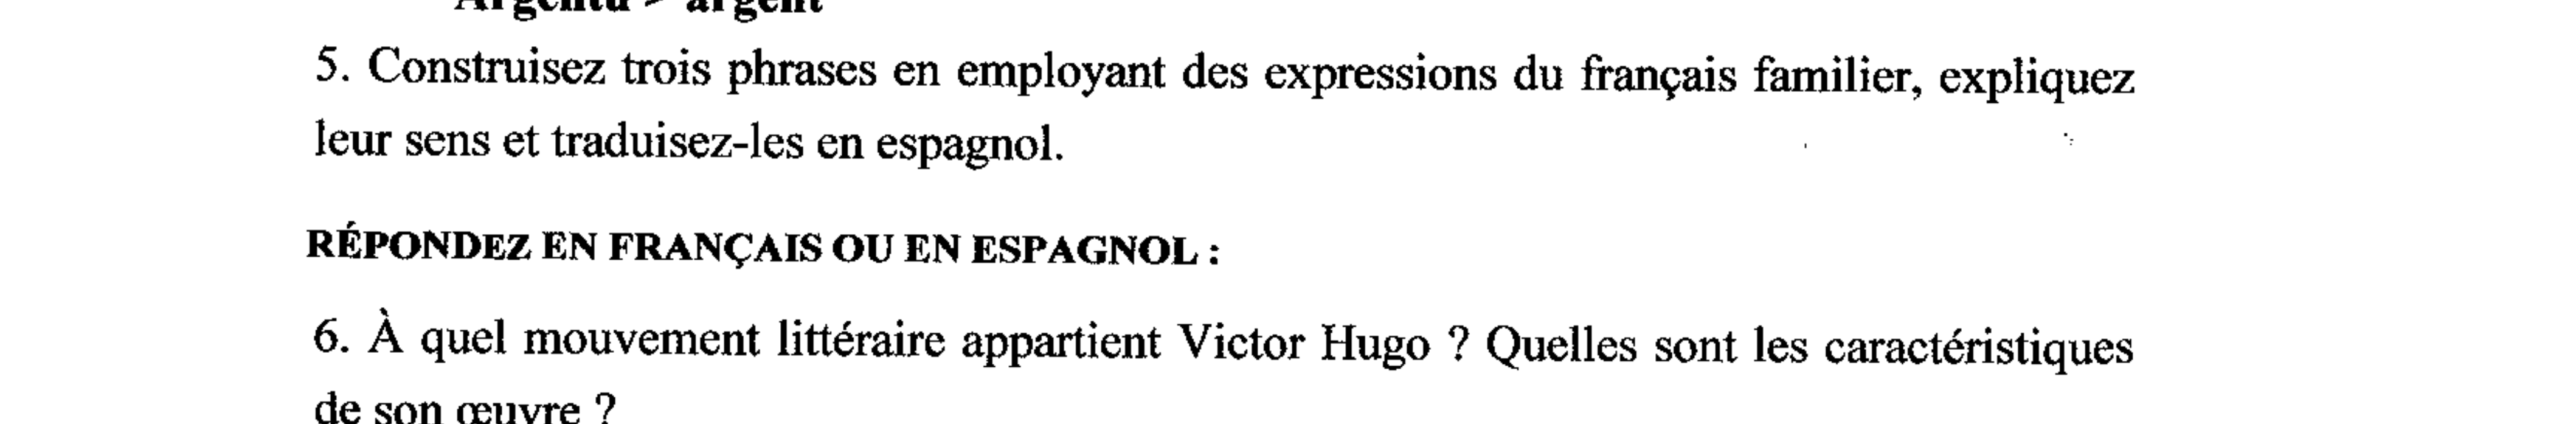 Argentu > argent
5. Construisez trois phrases en employant des expressions du français familier, expliquez
leur sens et traduisez-les en espagnol.
RÉPONDEZ EN FRANÇAIS OU EN ESPAGNOL :
6. À quel mouvement littéraire appartient Victor Hugo ? Quelles sont les caractéristiques
de son œuvre ?